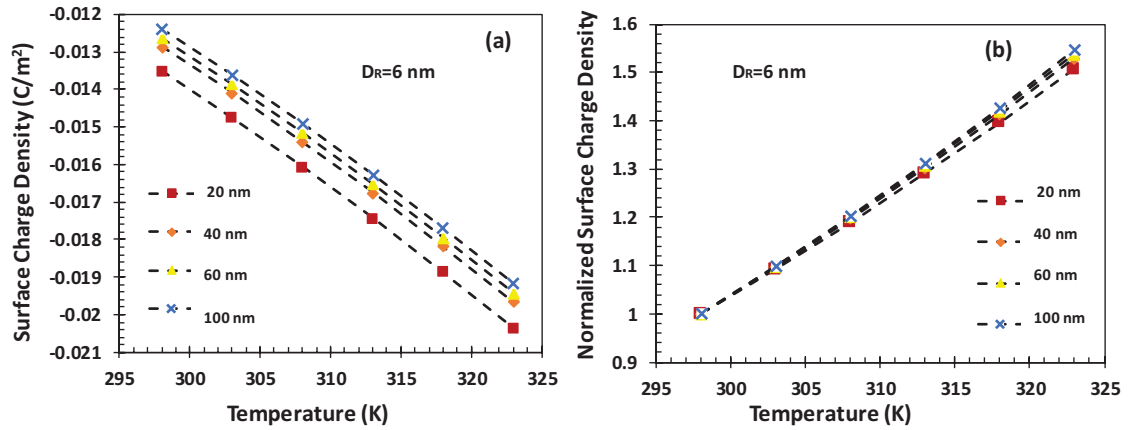 Surface Charge Density (C/m²)
-0.012
-0.013
-0.014
-0.015
-0.016
-0.017
-0.018
-0.019
-0.02
-0.021
(a)
DR=6 nm
20 nm
40 nm
60 nm
100 nm
295 300 305 310 315 320 325
Temperature (K)
Normalized Surface Charge Density
1.6
1.5
1.4
1.3
1.2
1.1
1
0.9
(b)
DR=6 nm
20 nm
40 nm
60 nm
100 nm
295 300 305 310 315 320 325
Temperature (K)